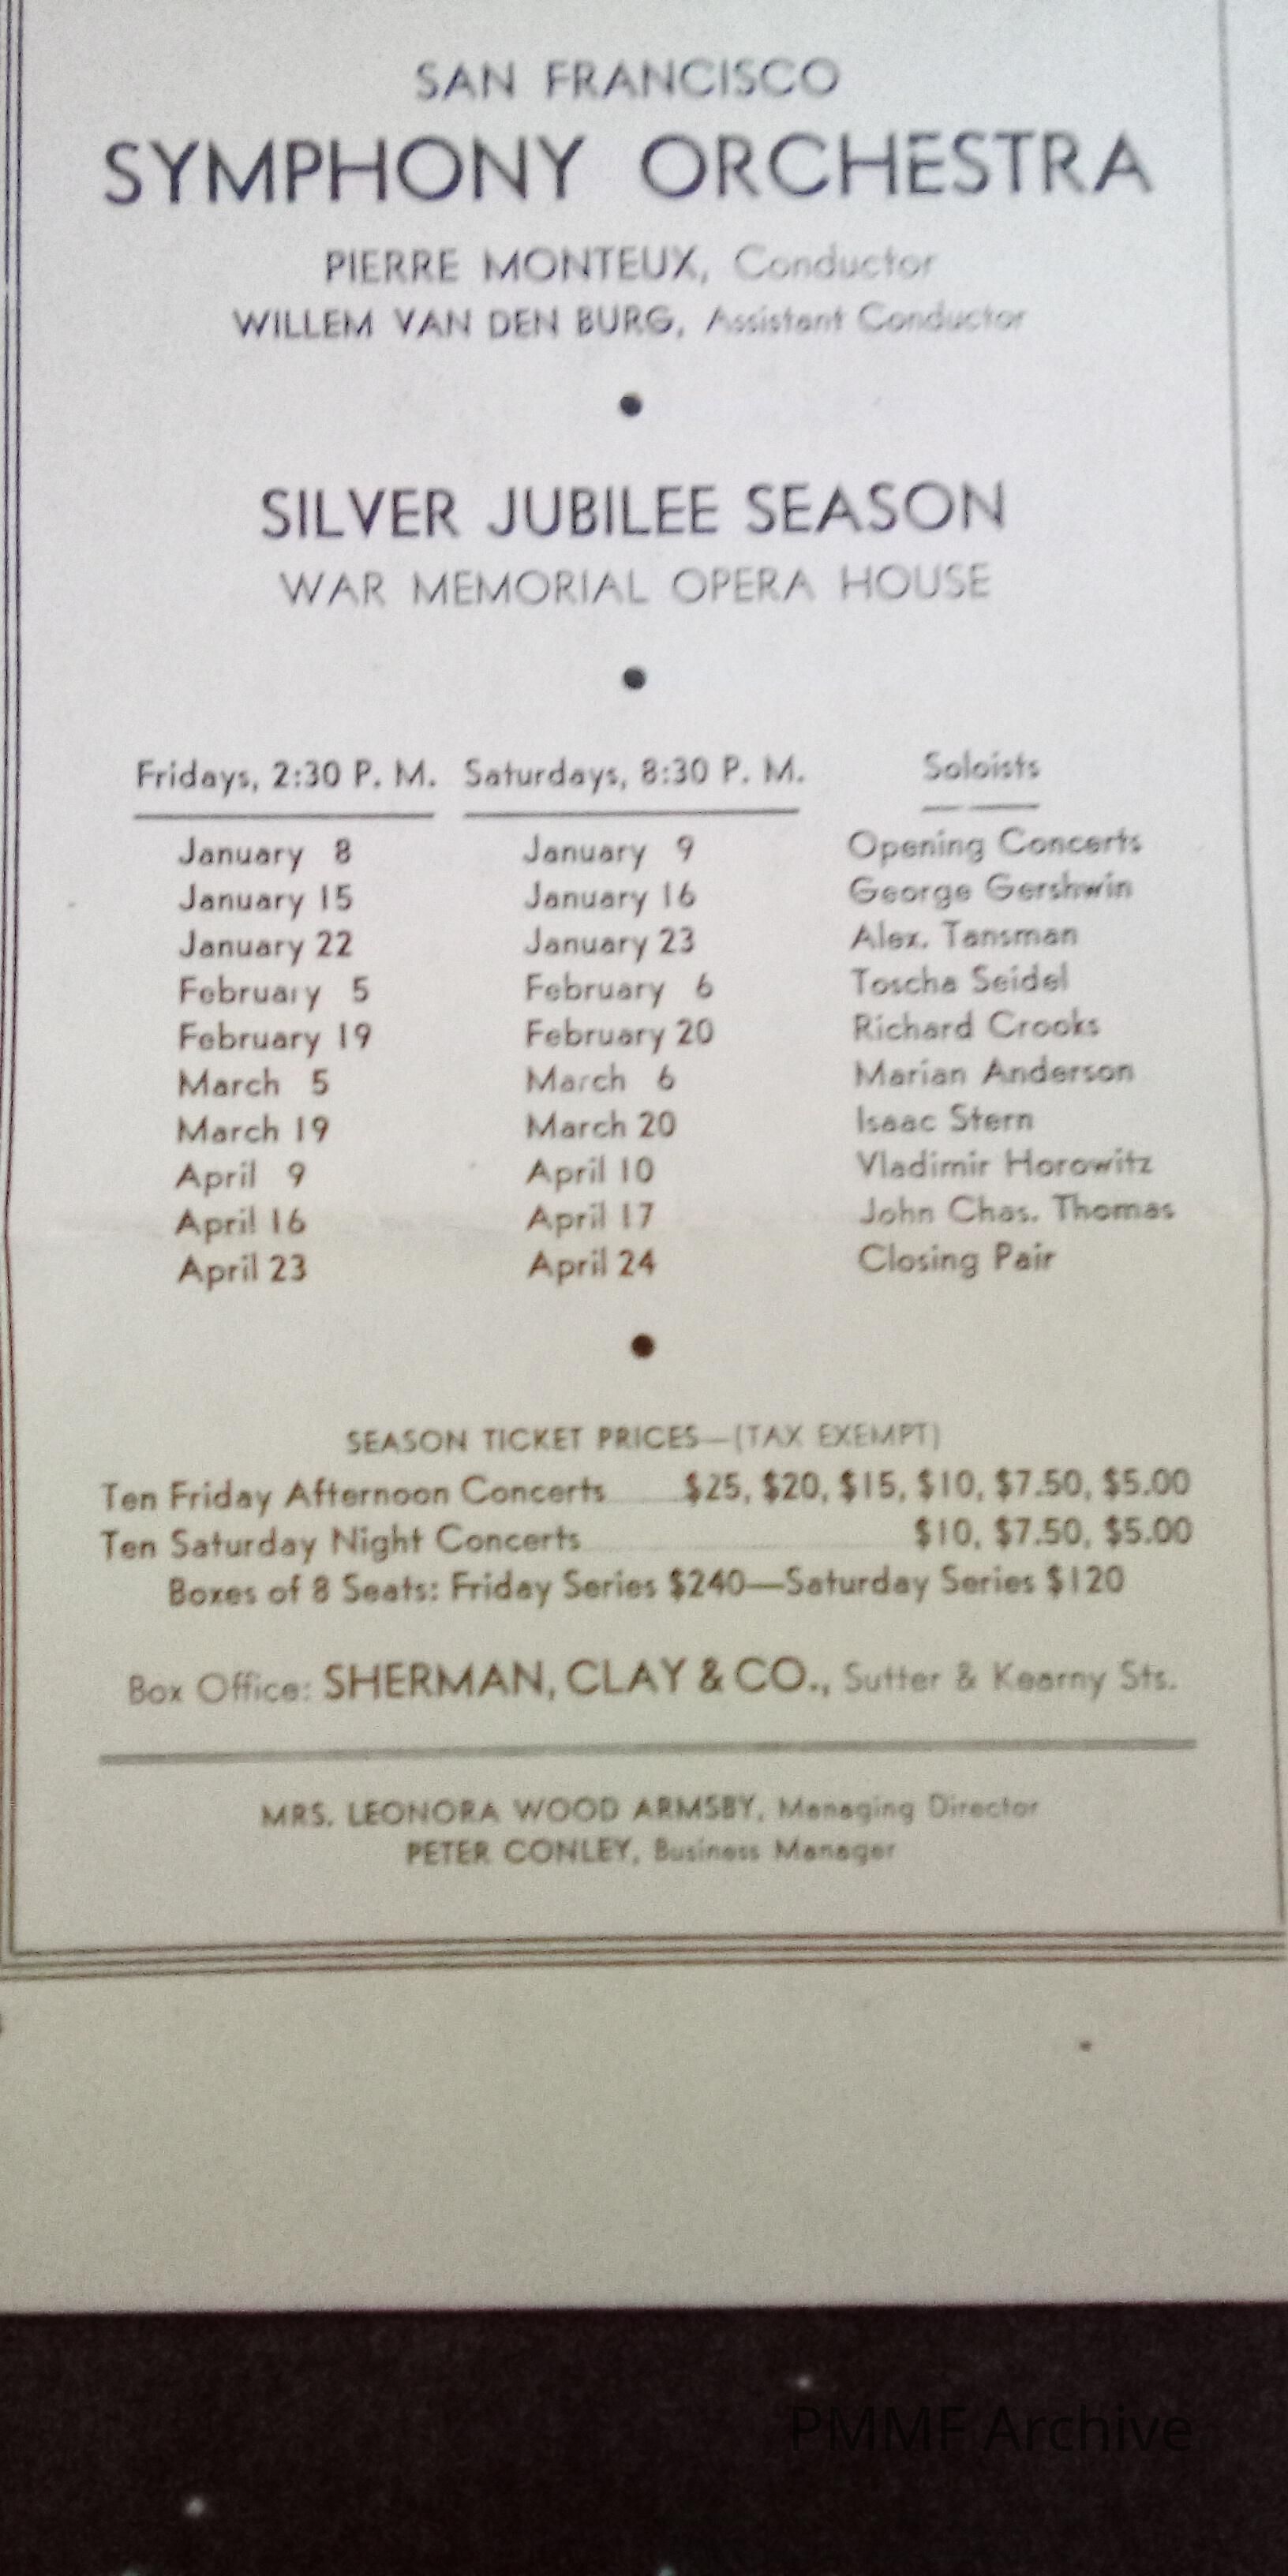 SAN FRANCISCO
SYMPHONY ORCHESTRA
PIERRE MONTEUX, Conductor
WILLEM VAN DEN BURG, Assistant Conductor
SILVER JUBILEE SEASON
WAR MEMORIAL OPERA HOUSE
Fridays, 2:30 P. M. Saturdays, 8:30 P. M. Soloists
January 8 January 9 Opening Concerts
January 15 January 16 George Gershwin
January 22 January 23 Alex. Tansman
February 5 February 6 Toscha Seidel
February 19 February 20 Richard Crooks
March 5 March 6 Marian Anderson
March 19 March 20 Isaac Stern
April 9 April 10 Vladimir Horowitz
April 16 April 17 John Chas. Thomas
April 23 April 24 Closing Pair
SEASON TICKET PRICES—(TAX EXEMPT)
Ten Friday Afternoon Concerts $25, $20, $15, $10, $7.50, $5.00
Ten Saturday Night Concerts $10, $7.50, $5.00
Boxes of 8 Seats: Friday Series $240—Saturday Series $120
Box Office: SHERMAN, CLAY & CO., Sutter & Kearny Sts.
MRS. LEONORA WOOD ARMSBY, Managing Director
PETER CONLEY, Business Manager
PMMF Archive